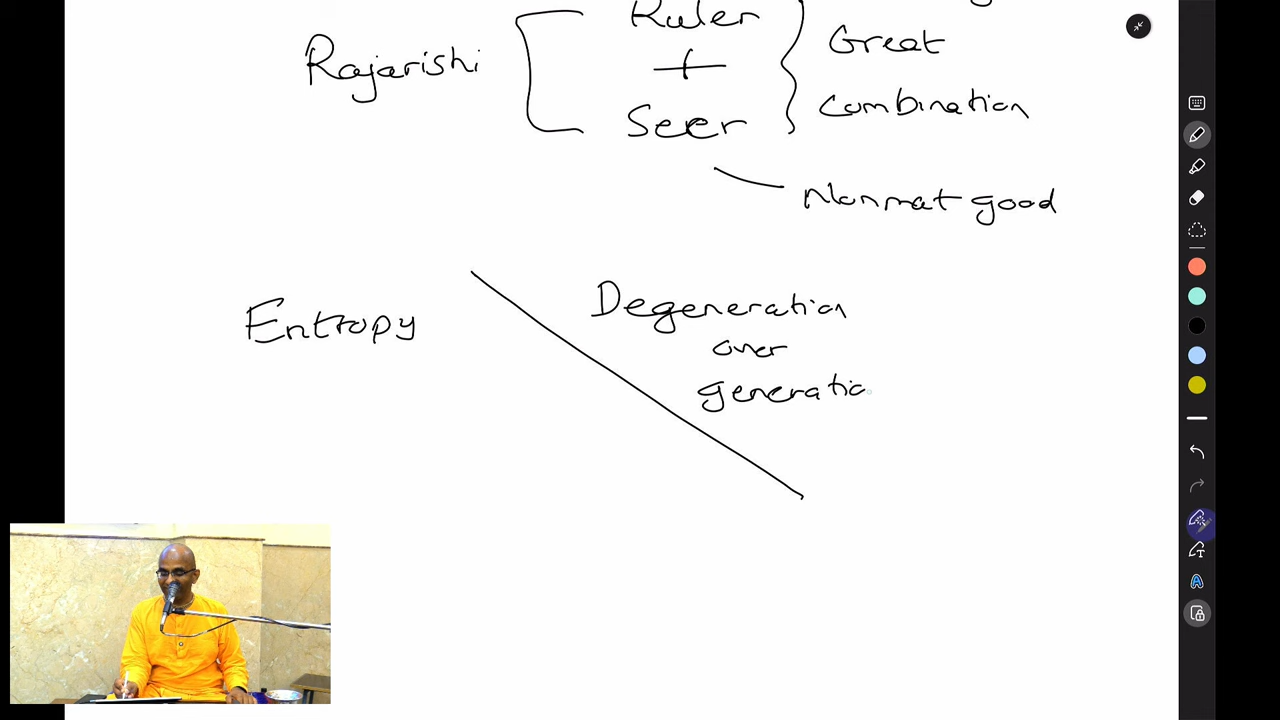 Ruler
Rajarishi
+
Seer
Great
Combination
Nonmat good
Entropy
Degeneration
over
generatio